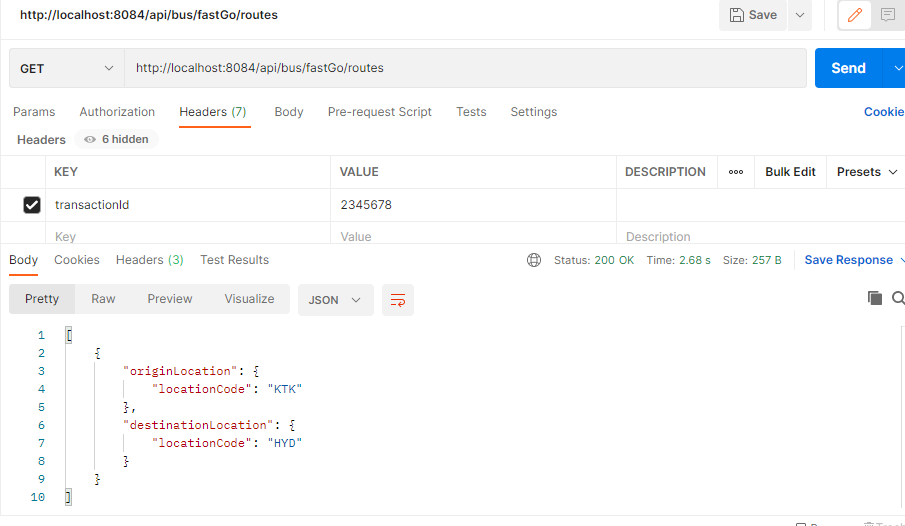 http://localhost:8084/api/bus/fastGo/routes Save
GET http://localhost:8084/api/bus/fastGo/routes Send
Params Authorization Headers (7) Body Pre-request Script Tests Settings Cookie
Headers 6 hidden
KEY VALUE DESCRIPTION ooo Bulk Edit Presets
transactionId 2345678
Key Value Description
Body Cookies Headers (3) Test Results Status: 200 OK Time: 2.68 s Size: 257 B Save Response
Pretty Raw Preview Visualize JSON
1 [
2 {
3 "originLocation": {
4 "locationCode": "KTK"
5 },
6 "destinationLocation": {
7 "locationCode": "HYD"
8 }
9 }
10 ]